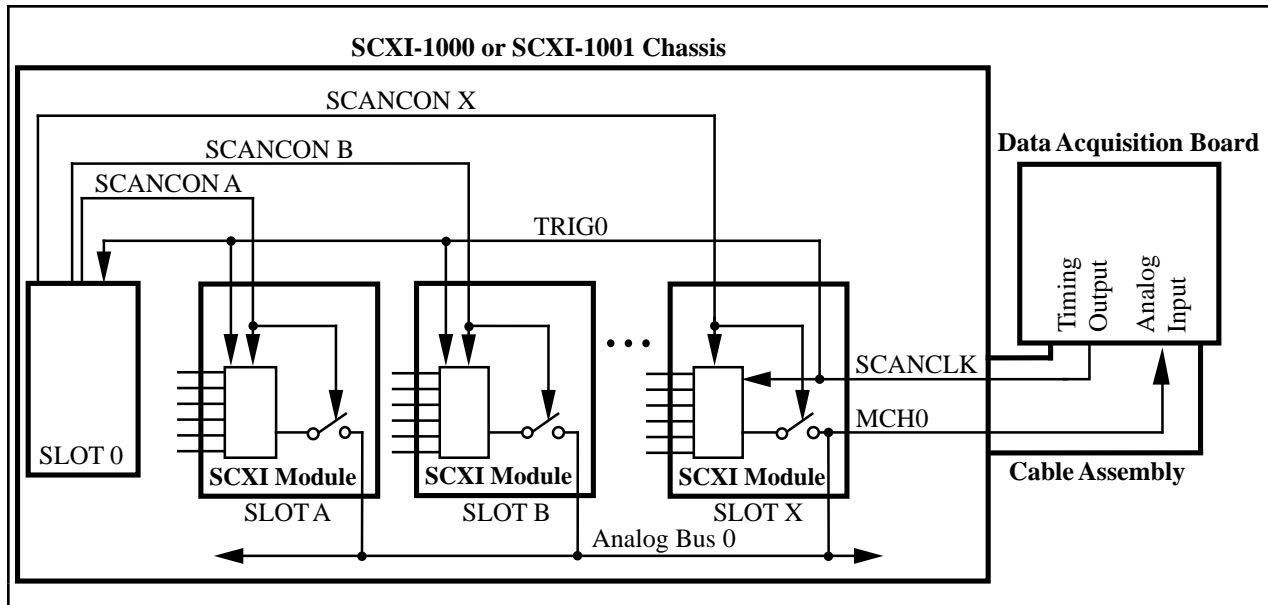 SCXI-1000 or SCXI-1001 Chassis
SCANCON X
SCANCON B
SCANCON A
TRIG0
Data Acquisition Board
Timing
Output
Analog
Input
SCANCLK
MCH0
Cable Assembly
SLOT 0
SCXI Module
SLOT A
SCXI Module
SLOT B
SCXI Module
SLOT X
Analog Bus 0